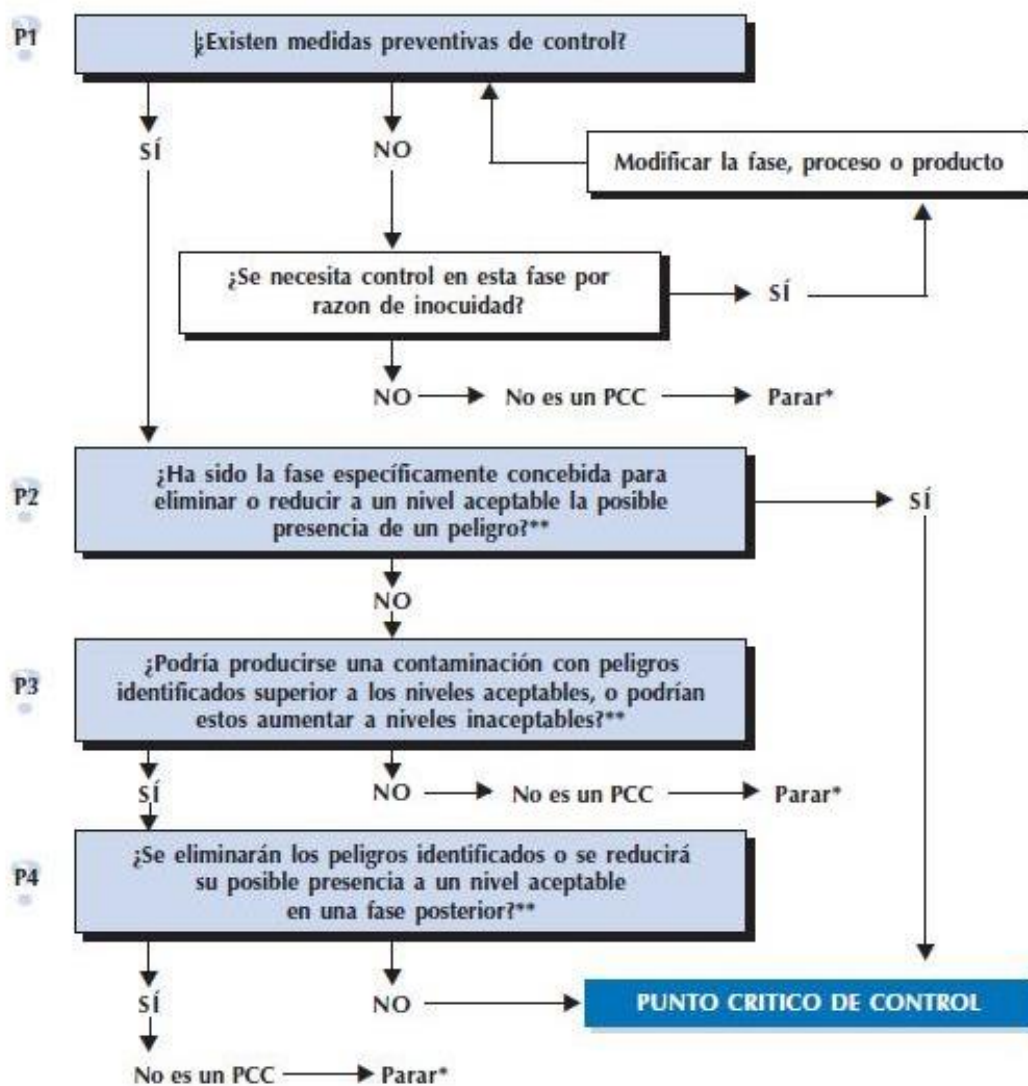 P1
¿Existen medidas preventivas de control?
SÍ
NO
Modificar la fase, proceso o producto
¿Se necesita control en esta fase por
razon de inocuidad?
SÍ
NO
No es un PCC
Parar*
P2
¿Ha sido la fase específicamente concebida para
eliminar o reducir a un nivel aceptable la posible
presencia de un peligro?**
SÍ
NO
P3
¿Podría producirse una contaminación con peligros
identificados superior a los niveles aceptables, o podrían
estos aumentar a niveles inaceptables?**
SÍ
NO
No es un PCC
Parar*
P4
¿Se eliminarán los peligros identificados o se reducirá
su posible presencia a un nivel aceptable
en una fase posterior?**
SÍ
NO
PUNTO CRITICO DE CONTROL
No es un PCC
Parar*